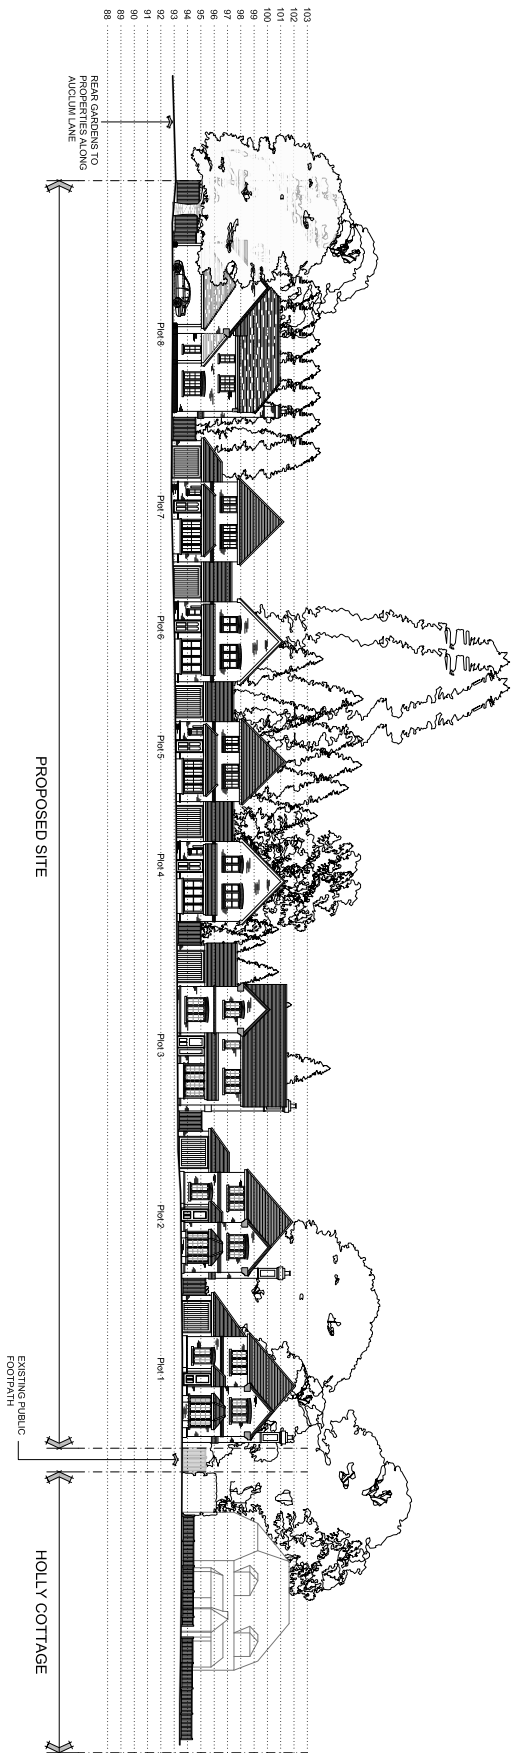 103
102
101
100
99
98
97
96
95
94
93
92
91
90
89
88
REAR GARDENS TO
PROPERTIES ALONG
AUCLUM LANE
Plot 8
Plot 7
Plot 6
Plot 5
Plot 4
Plot 3
Plot 2
Plot 1
EXISTING PUBLIC
FOOTPATH
PROPOSED SITE
HOLLY COTTAGE